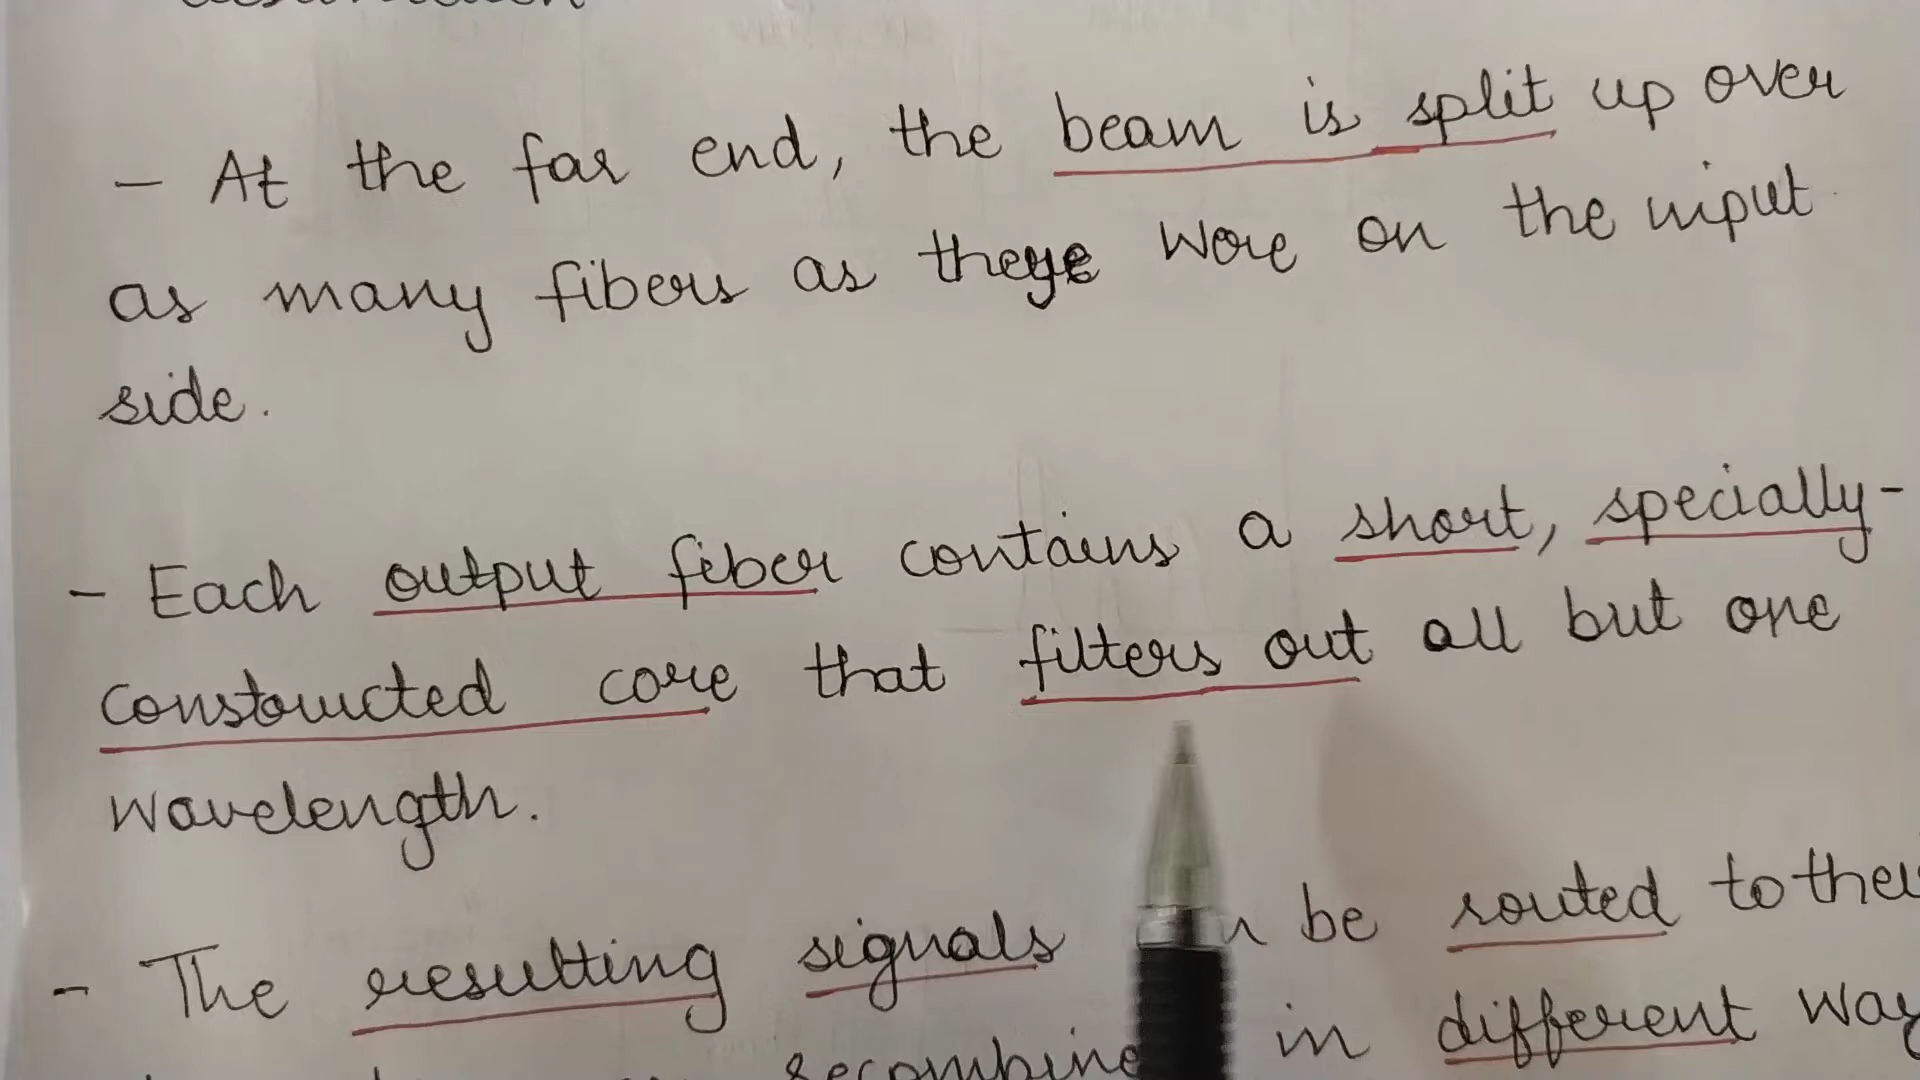 - At the far end, the beam is split up over
as many fibers as there were on the input
side.
- Each output fiber contains a short, specially-
constructed core that filters out all but one
wavelength.
- The resulting signals be routed to
in different